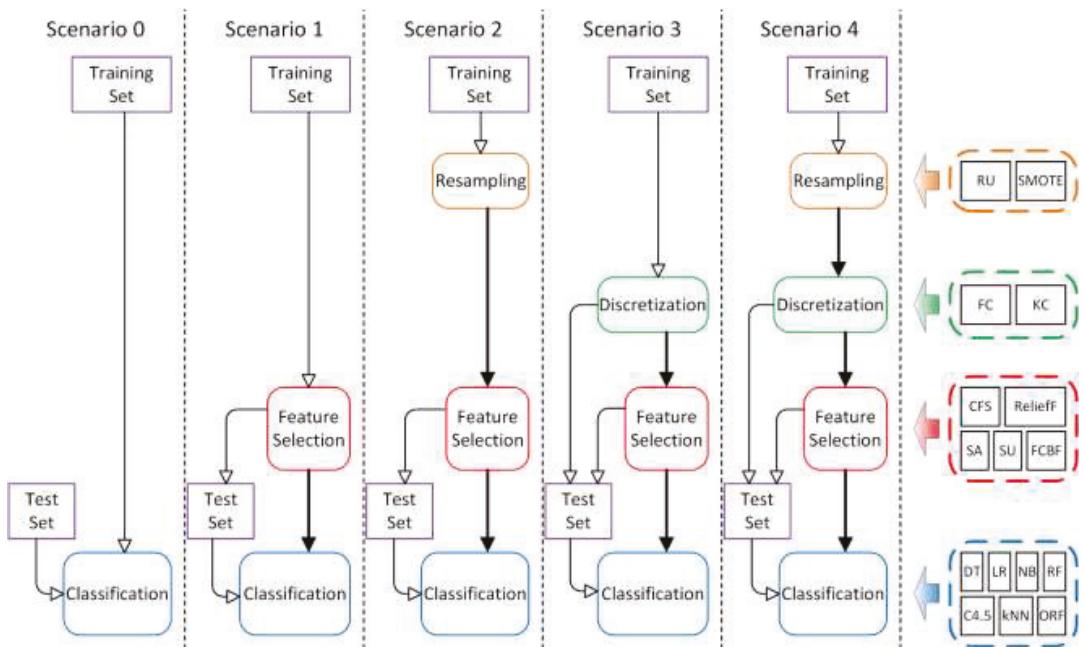 Scenario 0
Scenario 1
Scenario 2
Scenario 3
Scenario 4
Training
Set
Training
Set
Training
Set
Training
Set
Training
Set
Resampling
Resampling
RU
SMOTE
Discretization
Discretization
FC
KC
Feature
Selection
Feature
Selection
Feature
Selection
Feature
Selection
CFS
ReliefF
SA
SU
FCBF
Test
Set
Test
Set
Test
Set
Test
Set
Test
Set
Classification
Classification
Classification
Classification
Classification
DT
LR
NB
RF
C4.5
kNN
ORF